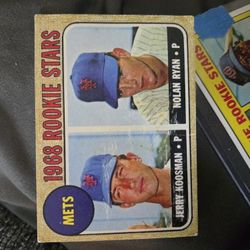 1968 ROOKIE STARS
METS
JERRY KOOSMAN • P
NOLAN RYAN • P
ROOKIE STARS